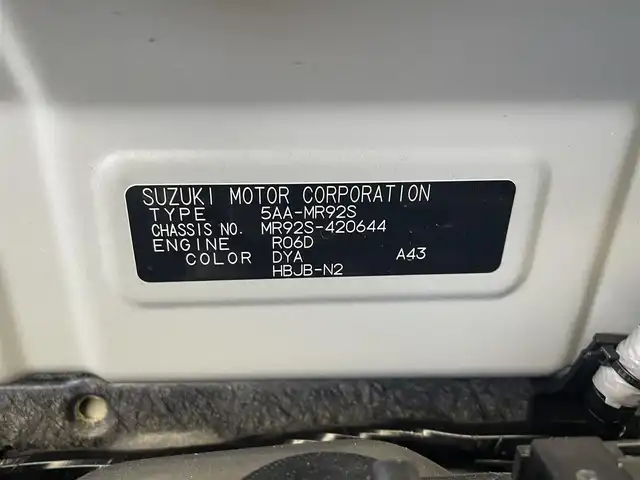 SUZUKI MOTOR CORPORATION
TYPE 5AA-MR92S
CHASSIS NO. MR92S-420644
ENGINE R06D
COLOR DYA A43
HBJB-N2